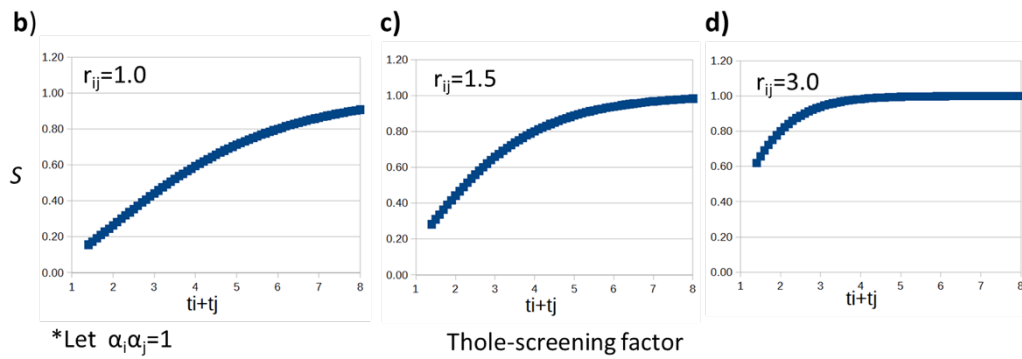 b) c) d)
1.20 1.20 1.20
r_ij=1.0 r_ij=1.5 r_ij=3.0
1.00 1.00 1.00
0.80 0.80 0.80
0.60 0.60 0.60
S
0.40 0.40 0.40
0.20 0.20 0.20
0.00 0.00 0.00
1 2 3 4 5 6 7 8 1 2 3 4 5 6 7 8 1 2 3 4 5 6 7 8
ti+tj ti+tj ti+tj
*Let α_iα_j=1 Thole-screening factor